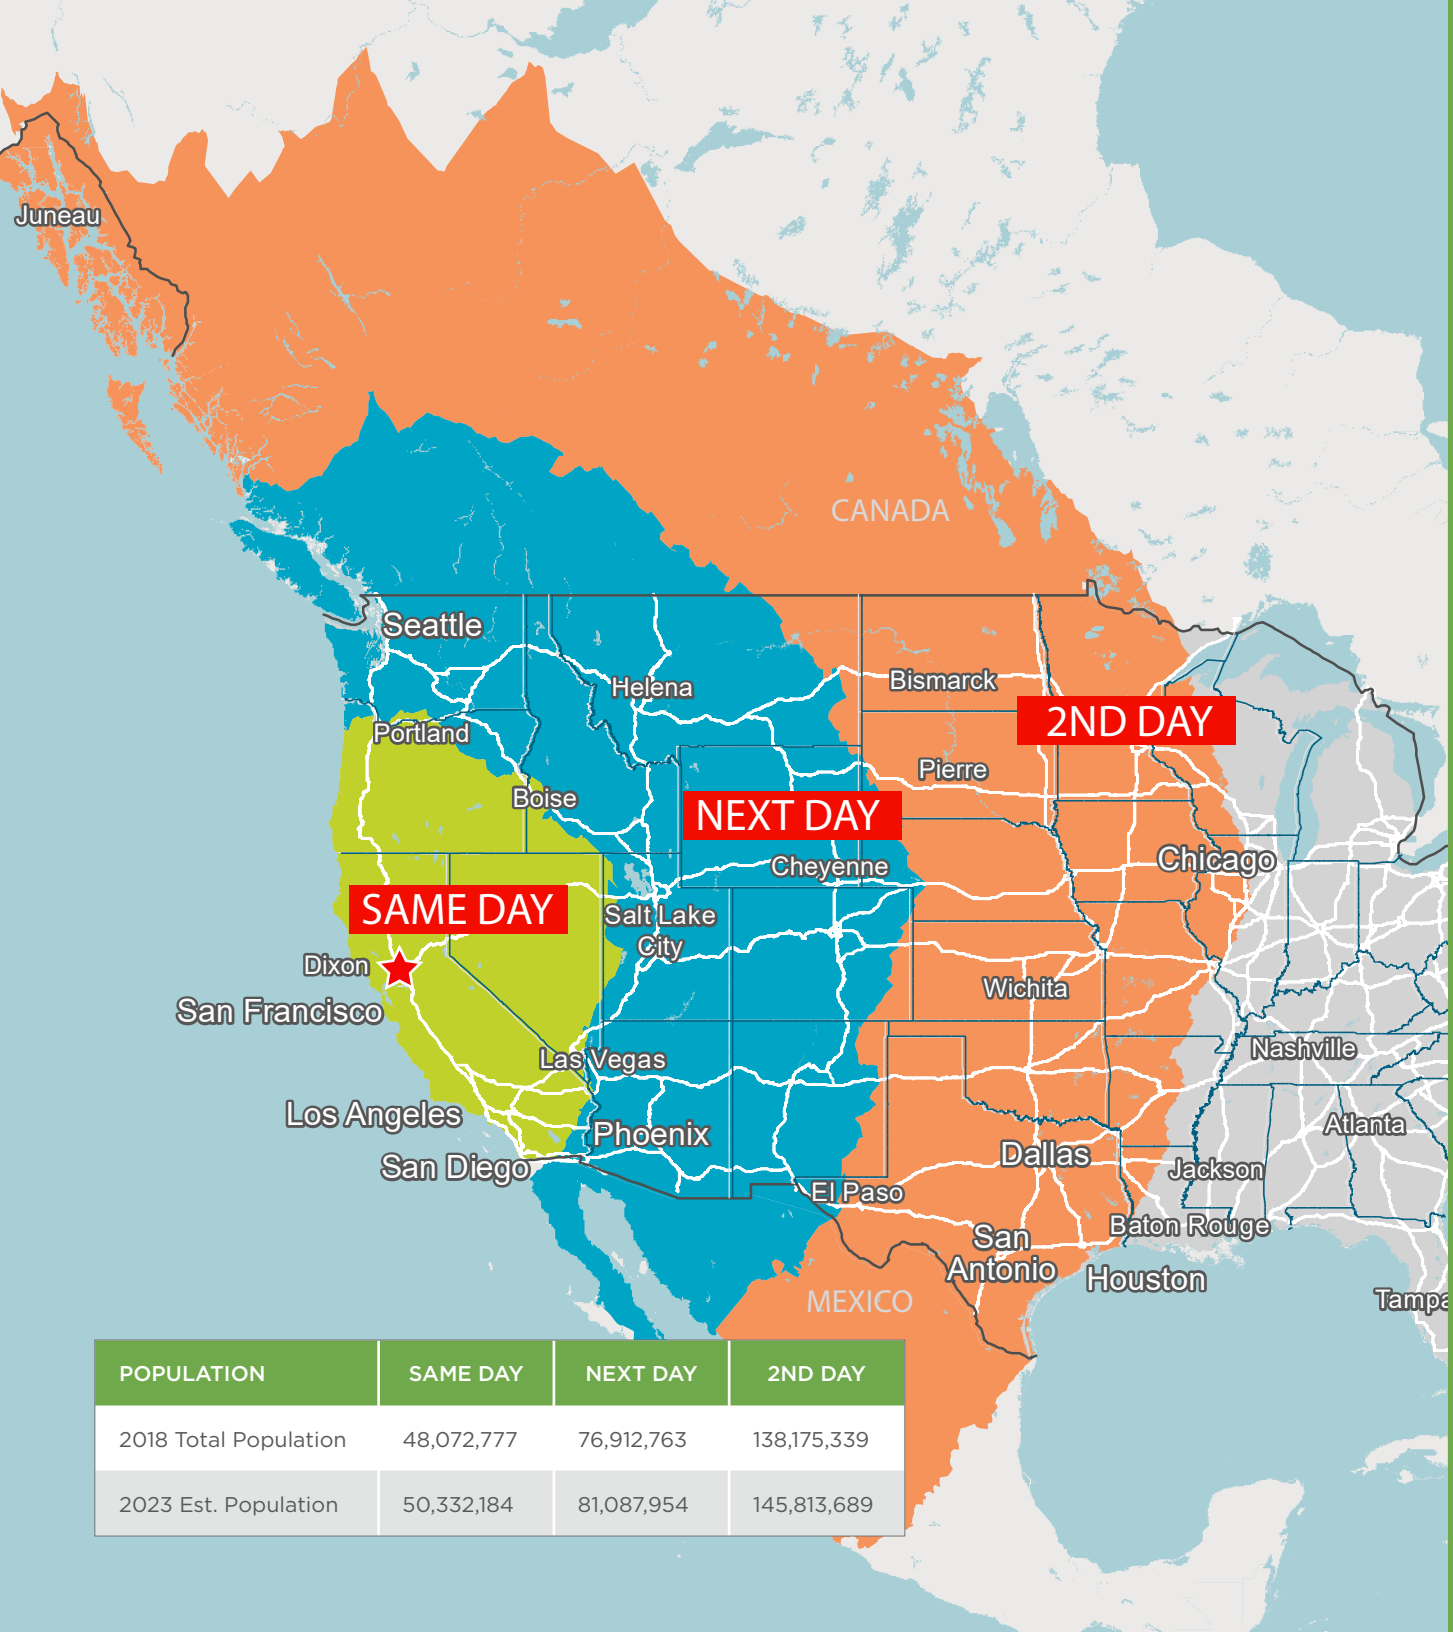 Juneau
CANADA
Seattle
Helena
Bismarck
2ND DAY
Portland
Pierre
Boise
NEXT DAY
Chicago
Cheyenne
SAME DAY
Salt Lake
City
Dixon
Wichita
San Francisco
Nashville
Las Vegas
Los Angeles
Phoenix
Atlanta
Dallas
San Diego
Jackson
El Paso
Baton Rouge
San
Antonio
Houston
MEXICO
Tampa
POPULATION SAME DAY NEXT DAY 2ND DAY
2018 Total Population 48,072,777 76,912,763 138,175,339
2023 Est. Population 50,332,184 81,087,954 145,813,689